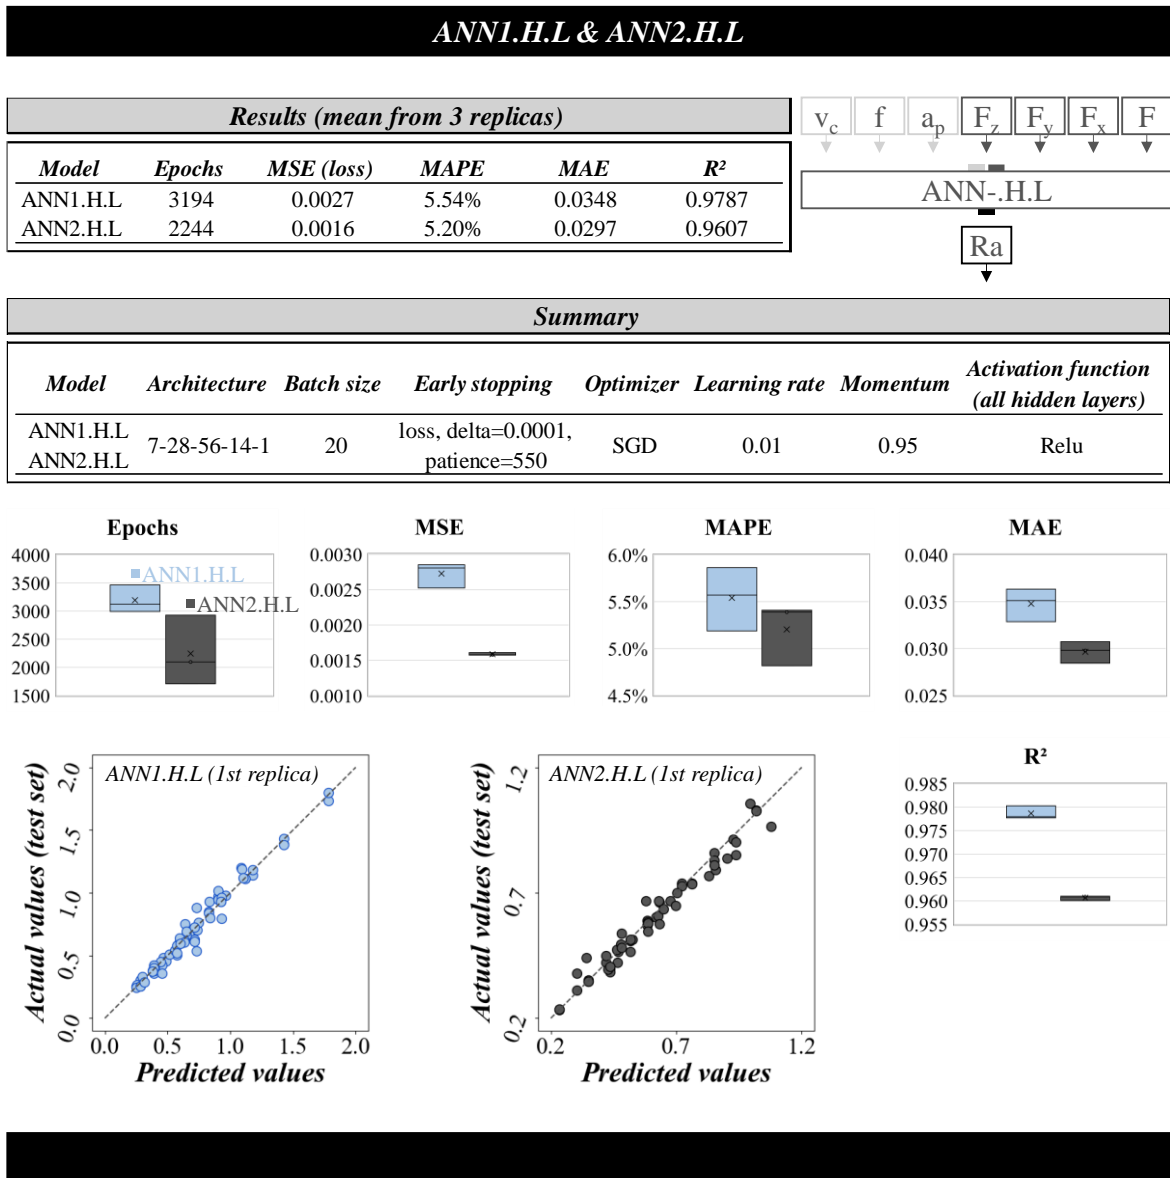 ANN1.H.L & ANN2.H.L
Results (mean from 3 replicas)
Model Epochs MSE (loss) MAPE MAE R²
ANN1.H.L 3194 0.0027 5.54% 0.0348 0.9787
ANN2.H.L 2244 0.0016 5.20% 0.0297 0.9607
v_c f a_p F_z F_y F_x F
ANN-.H.L
Ra
Summary
Model Architecture Batch size Early stopping Optimizer Learning rate Momentum Activation function (all hidden layers)
ANN1.H.L
ANN2.H.L
7-28-56-14-1 20 loss, delta=0.0001, patience=550 SGD 0.01 0.95 Relu
Epochs
4000
3500
3000
2500
2000
1500
ANN1.H.L
ANN2.H.L
MSE
0.0030
0.0025
0.0020
0.0015
0.0010
MAPE
6.0%
5.5%
5.0%
4.5%
MAE
0.040
0.035
0.030
0.025
ANN1.H.L (1st replica)
Actual values (test set)
2.0
1.5
1.0
0.5
0.0
0.0 0.5 1.0 1.5 2.0
Predicted values
ANN2.H.L (1st replica)
Actual values (test set)
1.2
0.7
0.2
0.2 0.7 1.2
Predicted values
R²
0.985
0.980
0.975
0.970
0.965
0.960
0.955